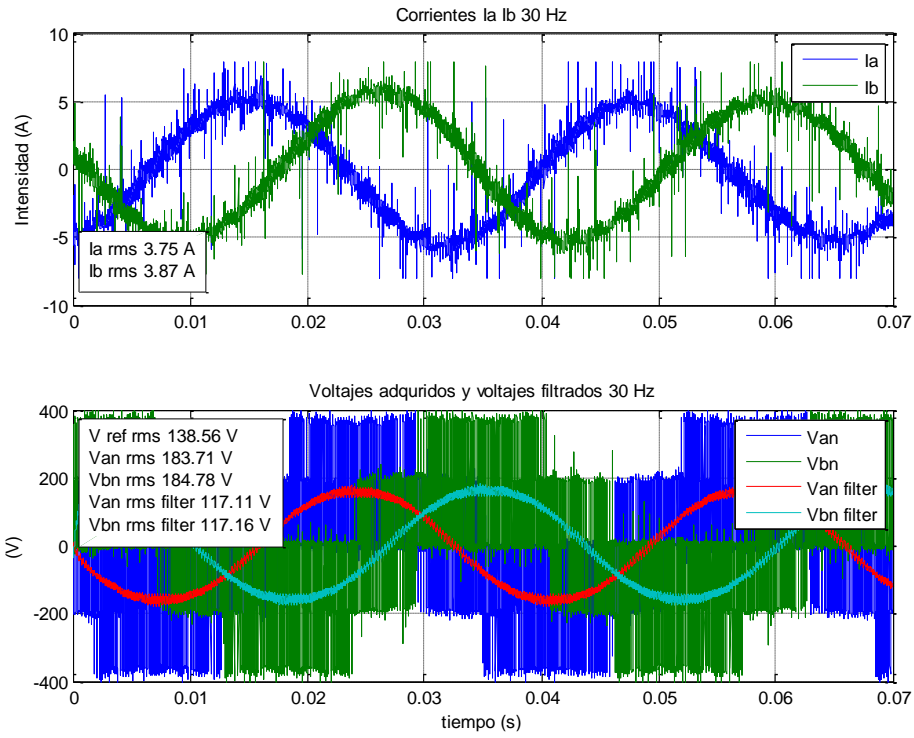 Corrientes Ia Ib 30 Hz
10
5
0
-5
-10
Intensidad (A)
Ia
Ib
Ia rms 3.75 A
Ib rms 3.87 A
0
0.01
0.02
0.03
0.04
0.05
0.06
0.07
Voltajes adquridos y voltajes filtrados 30 Hz
400
200
0
-200
-400
(V)
V ref rms 138.56 V
Van rms 183.71 V
Vbn rms 184.78 V
Van rms filter 117.11 V
Vbn rms filter 117.16 V
Van
Vbn
Van filter
Vbn filter
0
0.01
0.02
0.03
0.04
0.05
0.06
0.07
tiempo (s)